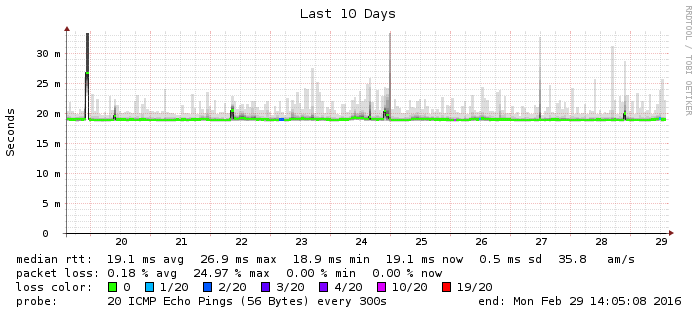 Last 10 Days
RRDTOOL / TOBI OETIKER
Seconds
30 m
25 m
20 m
15 m
10 m
5 m
0
20 21 22 23 24 25 26 27 28 29
median rtt: 19.1 ms avg 26.9 ms max 18.9 ms min 19.1 ms now 0.5 ms sd 35.8 am/s
packet loss: 0.18 % avg 24.97 % max 0.00 % min 0.00 % now
loss color: 0 1/20 2/20 3/20 4/20 10/20 19/20
probe: 20 ICMP Echo Pings (56 Bytes) every 300s end: Mon Feb 29 14:05:08 2016